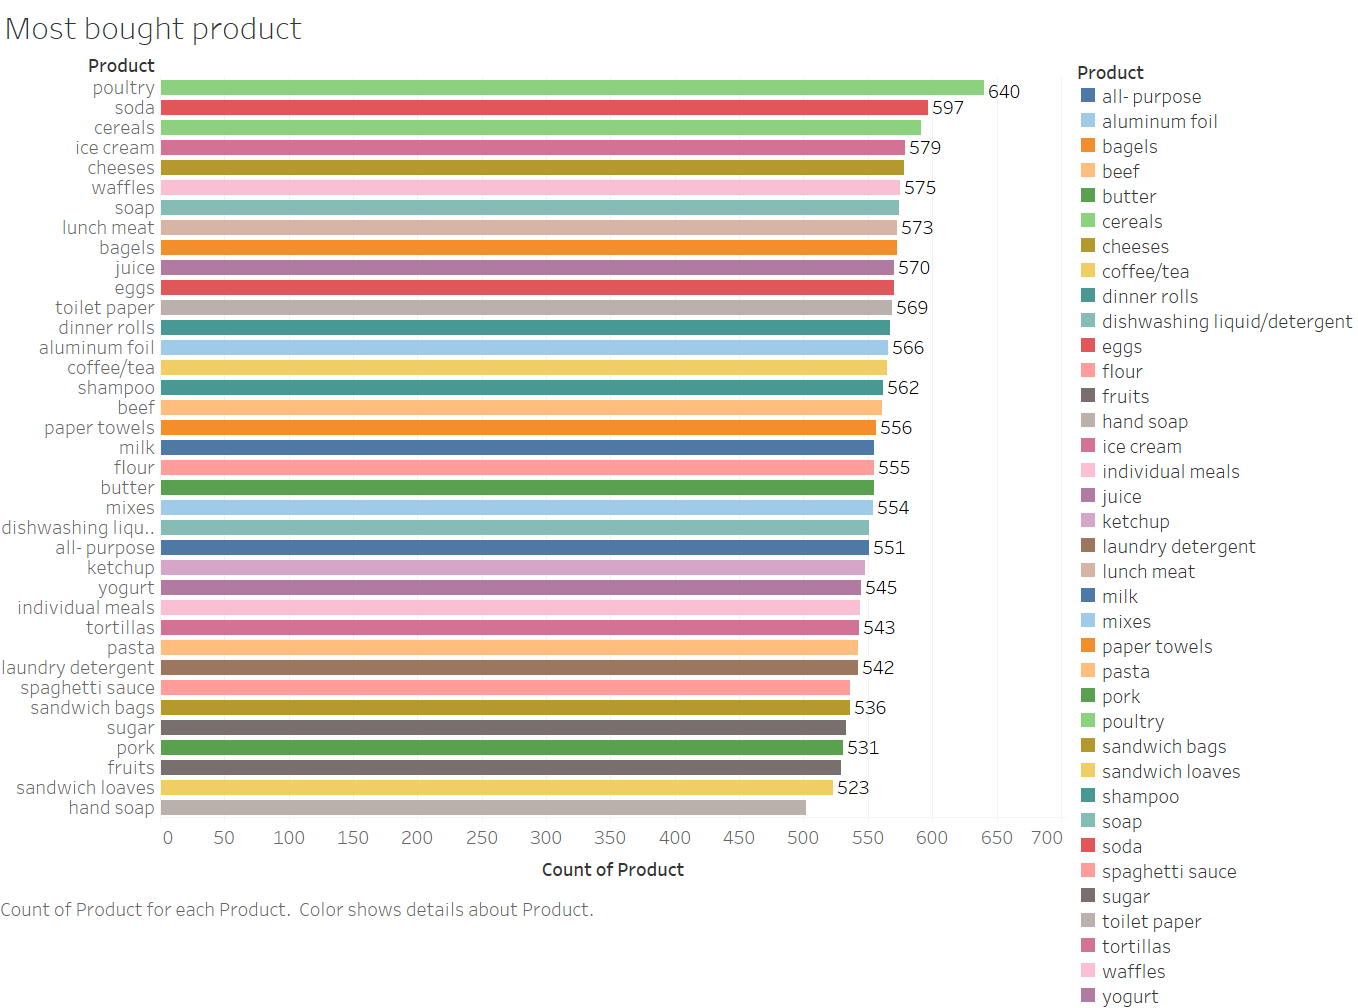 Most bought product
Product
poultry 640
soda 597
cereals
ice cream 579
cheeses
waffles 575
soap
lunch meat 573
bagels
juice 570
eggs
toilet paper 569
dinner rolls
aluminum foil 566
coffee/tea
shampoo 562
beef
paper towels 556
milk
flour 555
butter
mixes 554
dishwashing liqu..
all- purpose 551
ketchup
yogurt 545
individual meals
tortillas 543
pasta
laundry detergent 542
spaghetti sauce
sandwich bags 536
sugar
pork 531
fruits
sandwich loaves 523
hand soap
0 50 100 150 200 250 300 350 400 450 500 550 600 650 700
Count of Product
Count of Product for each Product. Color shows details about Product.
Product
all- purpose
aluminum foil
bagels
beef
butter
cereals
cheeses
coffee/tea
dinner rolls
dishwashing liquid/detergent
eggs
flour
fruits
hand soap
ice cream
individual meals
juice
ketchup
laundry detergent
lunch meat
milk
mixes
paper towels
pasta
pork
poultry
sandwich bags
sandwich loaves
shampoo
soap
soda
spaghetti sauce
sugar
toilet paper
tortillas
waffles
yogurt